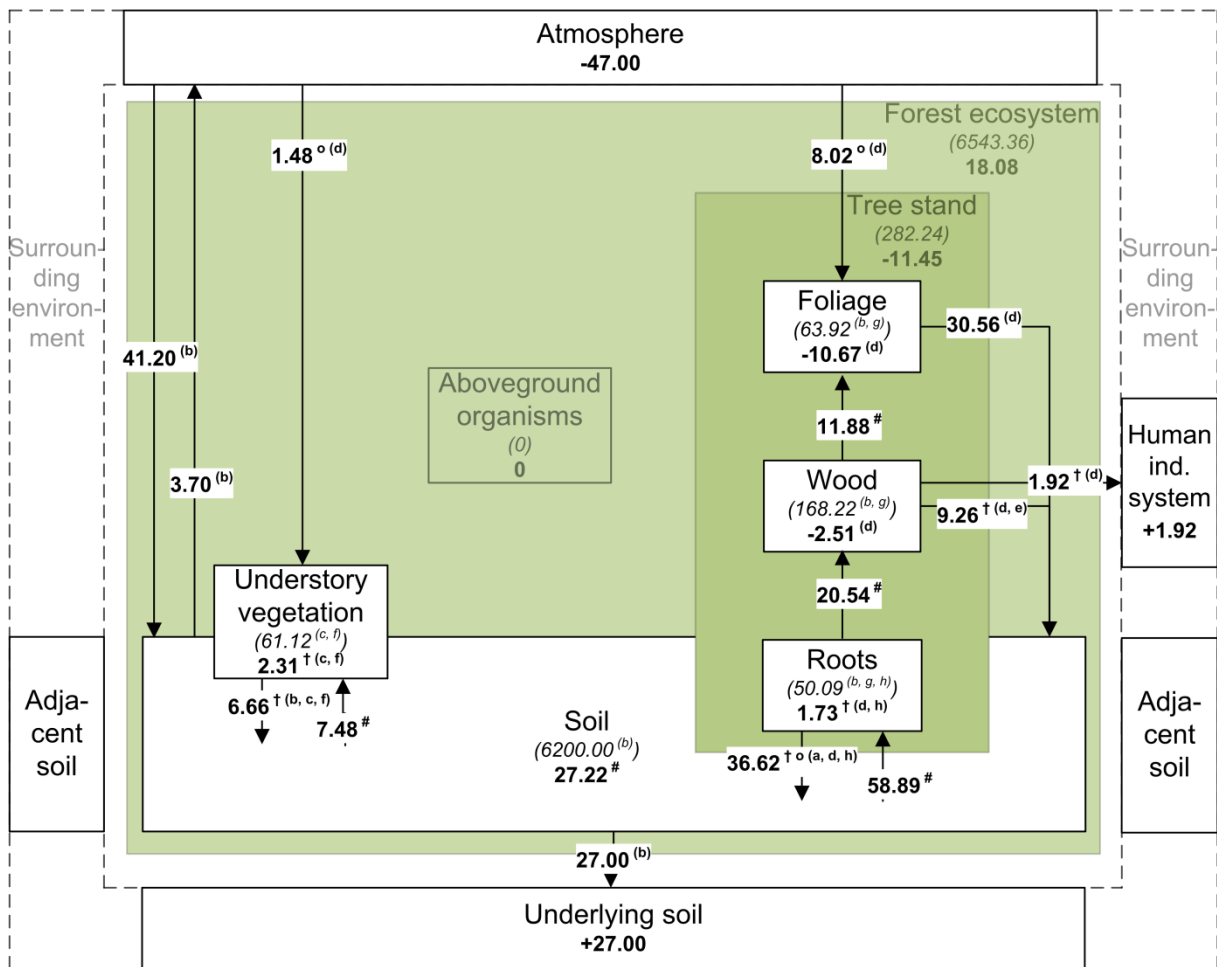 Atmosphere
-47.00
Forest ecosystem
(6543.36)
18.08
1.48 o (d)
8.02 o (d)
Tree stand
(282.24)
-11.45
Surroun-
ding
environ-
ment
Surroun-
ding
environ-
ment
Foliage
(63.92 (b, g))
-10.67 (d)
30.56 (d)
41.20 (b)
Aboveground
organisms
(0)
0
11.88 #
Human
ind.
system
+1.92
3.70 (b)
Wood
(168.22 (b, g))
-2.51 (d)
1.92 † (d)
9.26 † (d, e)
Understory
vegetation
(61.12 (c, f))
2.31 † (c, f)
20.54 #
Roots
(50.09 (b, g, h))
1.73 † (d, h)
6.66 † (b, c, f)
7.48 #
Adja-
cent
soil
Soil
(6200.00 (b))
27.22 #
36.62 † o (a, d, h)
58.89 #
Adja-
cent
soil
27.00 (b)
Underlying soil
+27.00